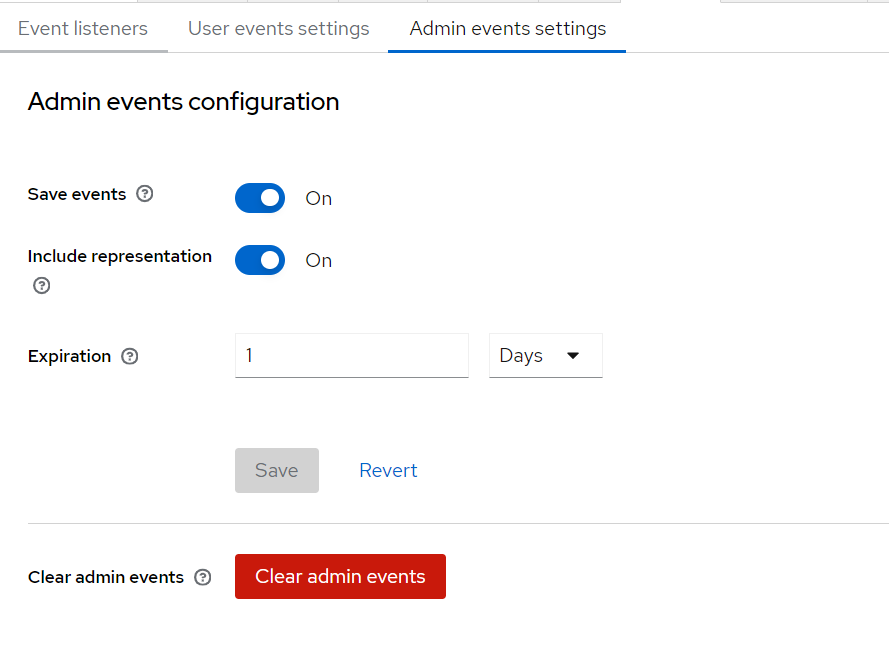 Event listeners User events settings Admin events settings
Admin events configuration
Save events On
Include representation On
Expiration 1 Days
Save Revert
Clear admin events Clear admin events